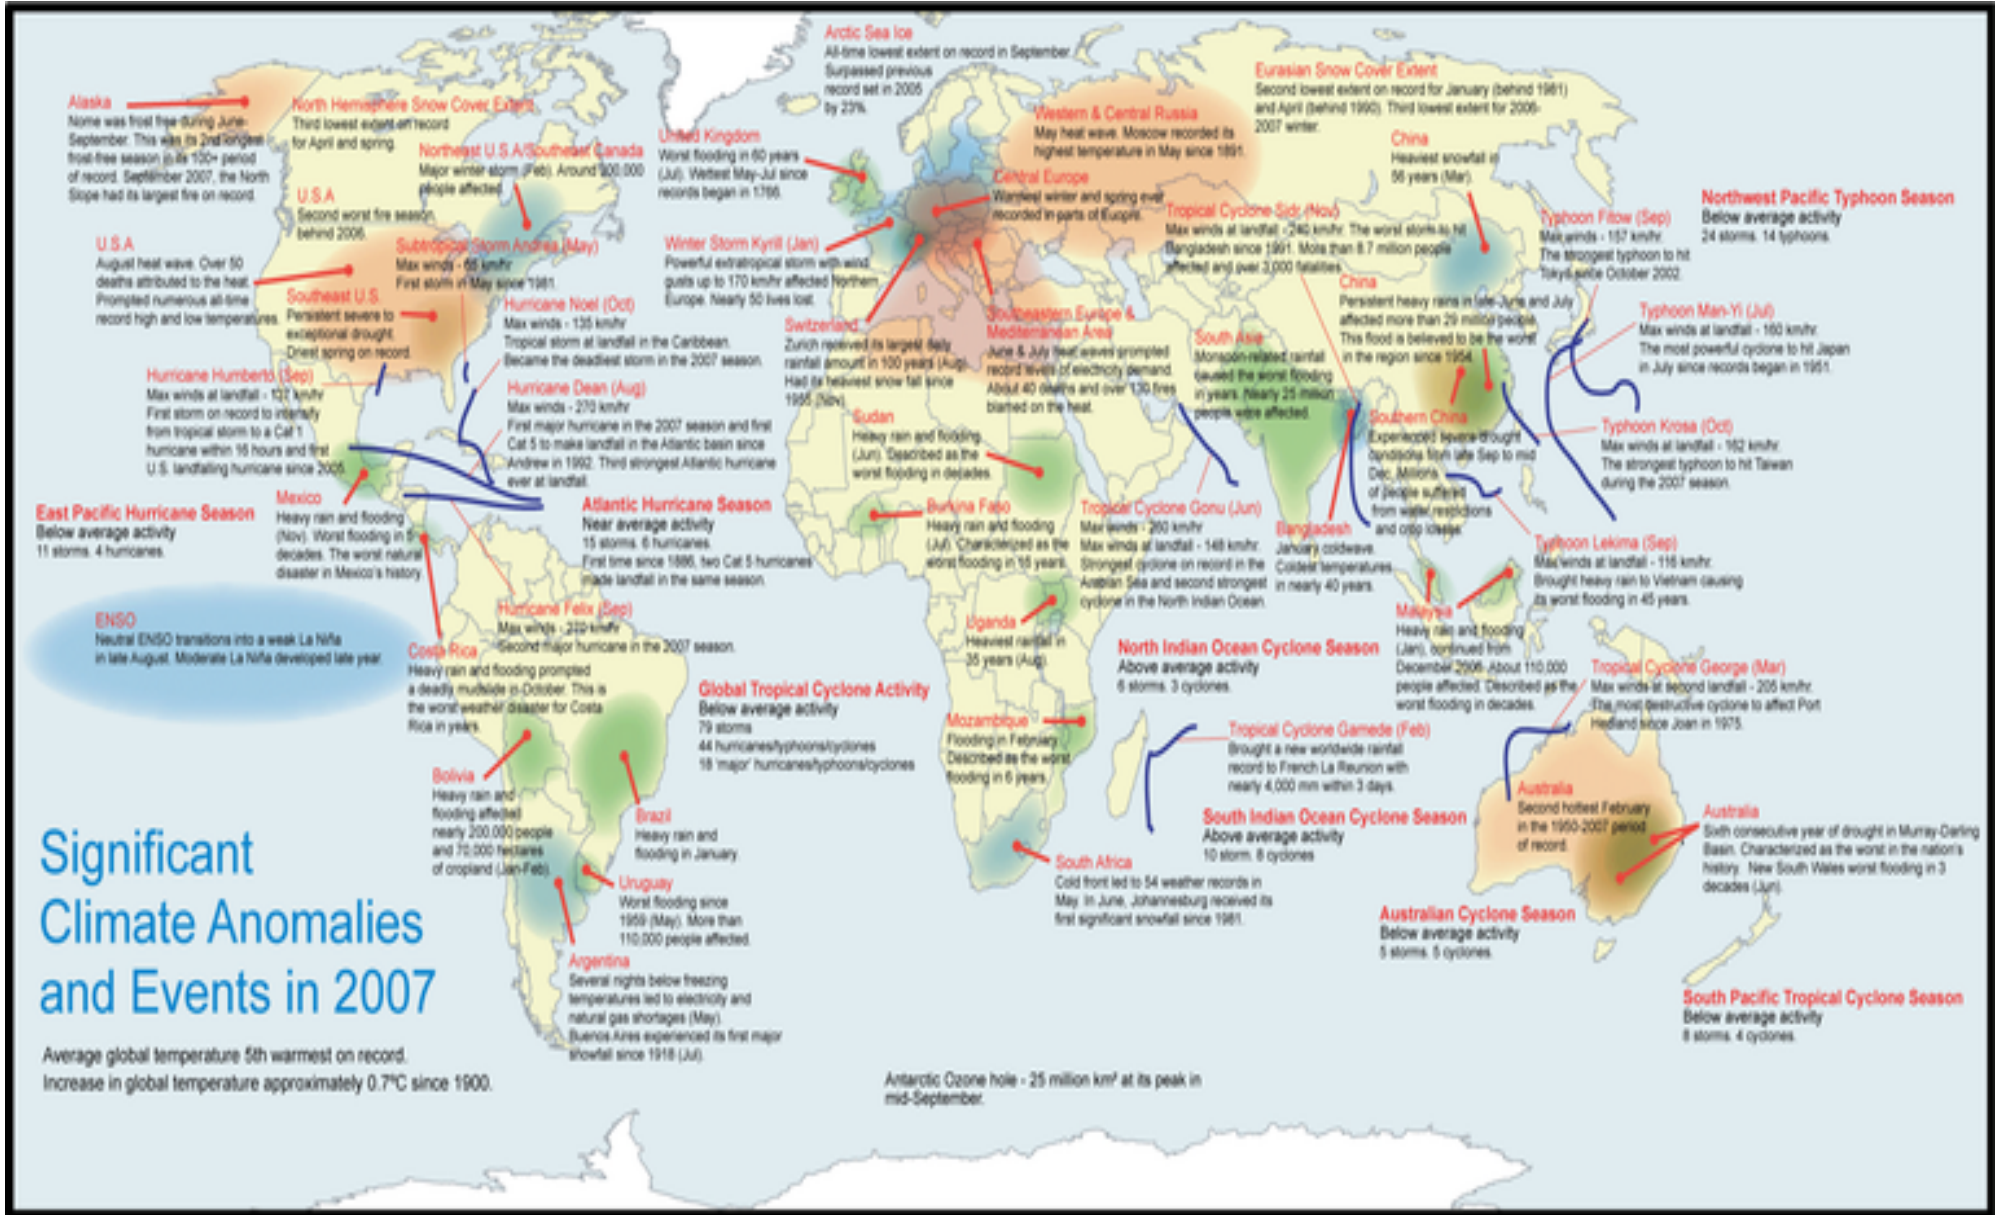 Arctic Sea Ice
All-time lowest extent on record in September.
Surpassed previous
record set in 2005
by 23%.
Eurasian Snow Cover Extent
Second lowest extent on record for January (behind 1981)
and April (behind 1990). Third lowest extent for 2006-
2007 winter.
Alaska
Nome was frost free during June-
September. This was its 2nd longest
frost-free season in its 100+ period
of record. September 2007, the North
Slope had its largest fire on record.
North Hemisphere Snow Cover Extent
Third lowest extent on record
for April and spring.
Northeast U.S.A/Southeast Canada
Major winter storm (Feb). Around 300,000
people affected.
United Kingdom
Worst flooding in 60 years
(Jul). Wettest May-Jul since
records began in 1766.
Western & Central Russia
May heat wave. Moscow recorded its
highest temperature in May since 1891.
China
Heaviest snowfall in
56 years (Mar).
Central Europe
Warmest winter and spring ever
recorded in parts of Europe.
U.S.A
Second worst fire season,
behind 2006.
U.S.A
August heat wave. Over 50
deaths attributed to the heat.
Prompted numerous all-time
record high and low temperatures.
Subtropical Storm Andrea (May)
Max winds - 65 km/hr
First storm in May since 1981.
Southeast U.S.
Persistent severe to
exceptional drought.
Driest spring on record.
Winter Storm Kyrill (Jan)
Powerful extratropical storm with wind
gusts up to 170 km/hr affected Northern
Europe. Nearly 50 lives lost.
Tropical Cyclone Sidr (Nov)
Max winds at landfall - 240 km/hr. The worst storm to hit
Bangladesh since 1991. More than 8.7 million people
affected and over 3,000 fatalities.
Northwest Pacific Typhoon Season
Below average activity
24 storms. 14 typhoons.
Typhoon Fitow (Sep)
Max winds - 157 km/hr.
The strongest typhoon to hit
Tokyo since October 2002.
China
Persistent heavy rains in late-June and July
affected more than 29 million people.
This flood is believed to be the worst
in the region since 1954.
Typhoon Man-Yi (Jul)
Max winds at landfall - 160 km/hr.
The most powerful cyclone to hit Japan
in July since records began in 1951.
Hurricane Noel (Oct)
Max winds - 135 km/hr
Tropical storm at landfall in the Caribbean.
Became the deadliest storm in the 2007 season.
Switzerland
Zurich received its largest daily
rainfall amount in 100 years (Aug).
Had its heaviest snow fall since
1955 (Nov).
Southeastern Europe &
Mediterranean Area
June & July heat waves prompted
record levels of electricity demand.
About 40 deaths and over 130 fires
blamed on the heat.
South Asia
Monsoon-related rainfall
caused the worst flooding
in years. Nearly 25 million
people were affected.
Hurricane Humberto (Sep)
Max winds at landfall - 137 km/hr
First storm on record to intensify
from tropical storm to a Cat 1
hurricane within 16 hours and first
U.S. landfalling hurricane since 2005.
Hurricane Dean (Aug)
Max winds - 270 km/hr
First major hurricane in the 2007 season and first
Cat 5 to make landfall in the Atlantic basin since
Andrew in 1992. Third strongest Atlantic hurricane
ever at landfall.
Sudan
Heavy rain and flooding
(Jun). Described as the
worst flooding in decades.
Southern China
Experienced severe drought
conditions from late Sep to mid
Dec. Millions
of people suffered
from water restrictions
and crop losses.
Typhoon Krosa (Oct)
Max winds at landfall - 162 km/hr.
The strongest typhoon to hit Taiwan
during the 2007 season.
East Pacific Hurricane Season
Below average activity
11 storms. 4 hurricanes.
Mexico
Heavy rain and flooding
(Nov). Worst flooding in 5
decades. The worst natural
disaster in Mexico's history.
Atlantic Hurricane Season
Near average activity
15 storms. 6 hurricanes.
First time since 1886, two Cat 5 hurricanes
made landfall in the same season.
Burkina Faso
Heavy rain and flooding
(Jul). Characterized as the
worst flooding in 15 years.
Tropical Cyclone Gonu (Jun)
Max winds - 260 km/hr
Max winds at landfall - 148 km/hr.
Strongest cyclone on record in the
Arabian Sea and second strongest
cyclone in the North Indian Ocean.
Bangladesh
January coldwave.
Coldest temperatures
in nearly 40 years.
Typhoon Lekima (Sep)
Max winds at landfall - 116 km/hr.
Brought heavy rain to Vietnam causing
its worst flooding in 45 years.
ENSO
Neutral ENSO transitions into a weak La Niña
in late August. Moderate La Niña developed late year.
Hurricane Felix (Sep)
Max winds - 270 km/hr
Second major hurricane in the 2007 season.
Costa Rica
Heavy rain and flooding prompted
a deadly mudslide in October. This is
the worst weather disaster for Costa
Rica in years.
Uganda
Heaviest rainfall in
35 years (Aug).
North Indian Ocean Cyclone Season
Above average activity
6 storms. 3 cyclones.
Malaysia
Heavy rain and flooding
(Jan), continued from
December 2006. About 110,000
people affected. Described as the
worst flooding in decades.
Tropical Cyclone George (Mar)
Max winds at second landfall - 205 km/hr.
The most destructive cyclone to affect Port
Hedland since Joan in 1975.
Global Tropical Cyclone Activity
Below average activity
79 storms
44 hurricanes/typhoons/cyclones
18 'major' hurricanes/typhoons/cyclones
Mozambique
Flooding in February.
Described as the worst
flooding in 6 years.
Tropical Cyclone Gamede (Feb)
Brought a new worldwide rainfall
record to French La Reunion with
nearly 4,000 mm within 3 days.
Bolivia
Heavy rain and
flooding affected
nearly 200,000 people
and 70,000 hectares
of cropland (Jan-Feb).
Brazil
Heavy rain and
flooding in January.
South Indian Ocean Cyclone Season
Above average activity
10 storm. 8 cyclones
Australia
Second hottest February
in the 1950-2007 period
of record.
Australia
Sixth consecutive year of drought in Murray-Darling
Basin. Characterized as the worst in the nation's
history. New South Wales worst flooding in 3
decades (Jun).
South Africa
Cold front led to 54 weather records in
May. In June, Johannesburg received its
first significant snowfall since 1981.
Uruguay
Worst flooding since
1959 (May). More than
110,000 people affected.
Australian Cyclone Season
Below average activity
5 storms. 5 cyclones.
Argentina
Several nights below freezing
temperatures led to electricity and
natural gas shortages (May).
Buenos Aires experienced its first major
snowfall since 1918 (Jul).
South Pacific Tropical Cyclone Season
Below average activity
8 storms. 4 cyclones.
Significant
Climate Anomalies
and Events in 2007
Average global temperature 5th warmest on record.
Increase in global temperature approximately 0.7ºC since 1900.
Antarctic Ozone hole - 25 million km² at its peak in
mid-September.